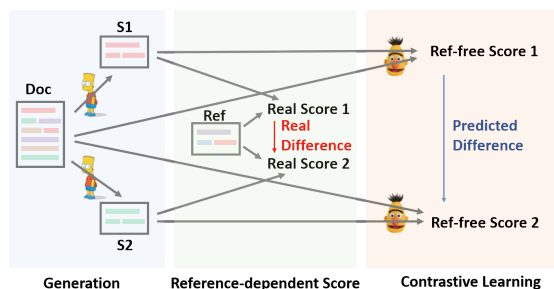 S1
Doc
Ref
Real Score 1
Real
Difference
Real Score 2
S2
Ref-free Score 1
Predicted
Difference
Ref-free Score 2
Generation
Reference-dependent Score
Contrastive Learning